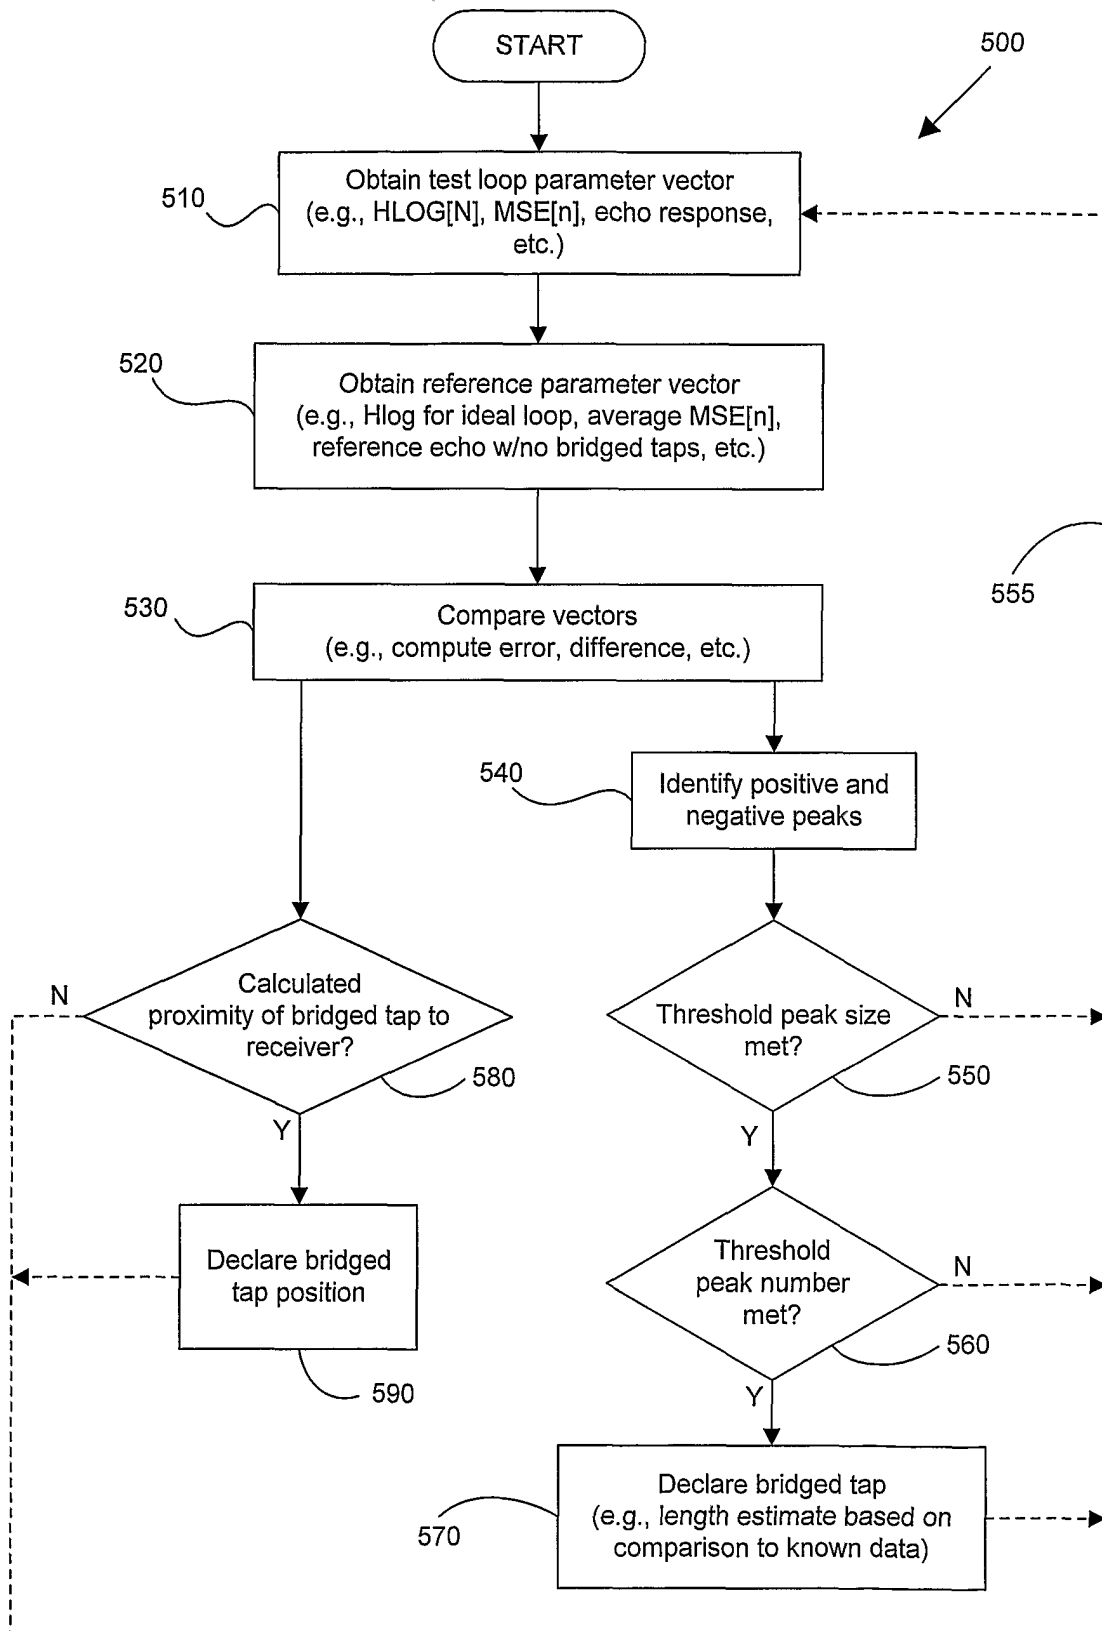 START
500
510
Obtain test loop parameter vector
(e.g., HLOG[N], MSE[n], echo response,
etc.)
520
Obtain reference parameter vector
(e.g., Hlog for ideal loop, average MSE[n],
reference echo w/no bridged taps, etc.)
555
530
Compare vectors
(e.g., compute error, difference, etc.)
540
Identify positive and
negative peaks
N
Calculated
proximity of bridged tap to
receiver?
580
Y
N
Threshold peak size
met?
550
Y
Declare bridged
tap position
590
Threshold
peak number
met?
N
560
Y
570
Declare bridged tap
(e.g., length estimate based on
comparison to known data)